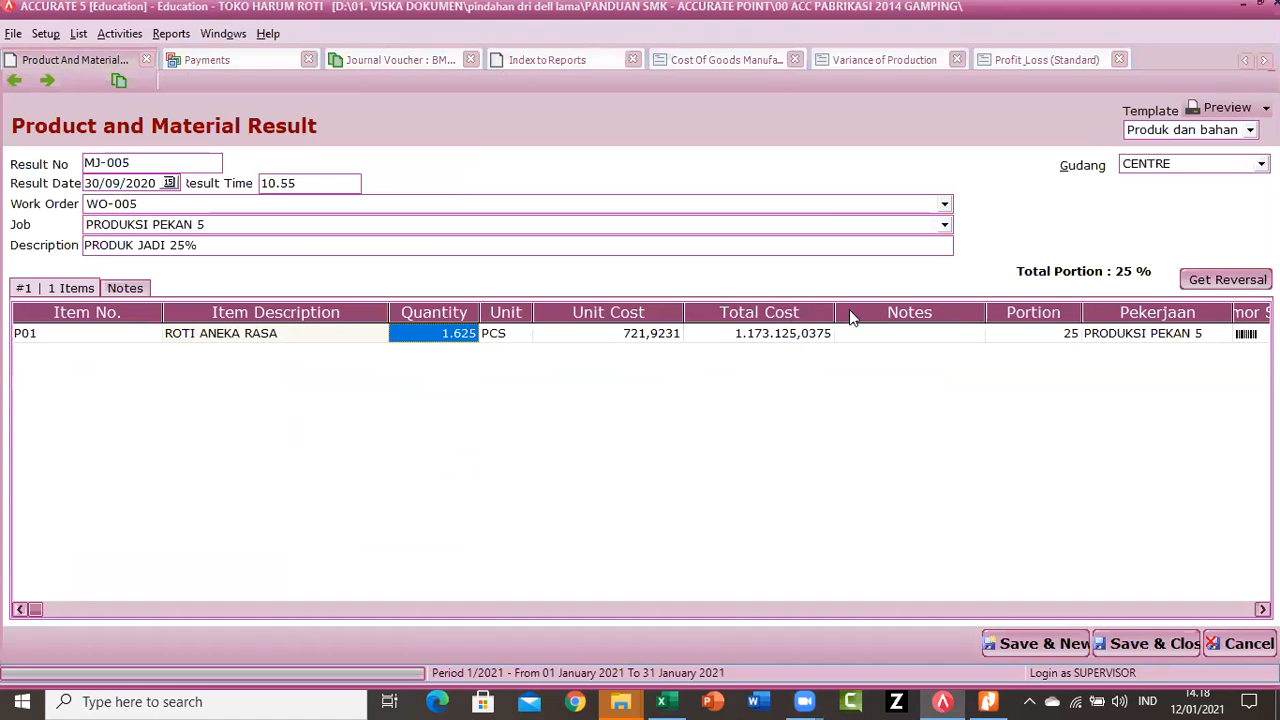 ACCURATE 5 [Education] - Education - TOKO HARUM ROTI [D:\01. VISKA DOKUMEN\pindahan dri dell lama\PANDUAN SMK - ACCURATE POINT\00 ACC PABRIKASI 2014 GAMPING\
File Setup List Activities Reports Windows Help
Product And Material... Payments Journal Voucher : BM... Index to Reports Cost Of Goods Manufa... Variance of Production Profit_Loss (Standard)
Template Preview
Product and Material Result
Produk dan bahan
Result No MJ-005
Gudang CENTRE
Result Date 30/09/2020 15 Result Time 10.55
Work Order WO-005
Job PRODUKSI PEKAN 5
Description PRODUK JADI 25%
Total Portion : 25 %
Get Reversal
#1 | 1 Items Notes
Item No. Item Description Quantity Unit Unit Cost Total Cost Notes Portion Pekerjaan mor S
P01 ROTI ANEKA RASA 1.625 PCS 721,9231 1.173.125,0375 25 PRODUKSI PEKAN 5
Save & New Save & Clos Cancel
Period 1/2021 - From 01 January 2021 To 31 January 2021 Login as SUPERVISOR
Type here to search
IND
14.18
12/01/2021